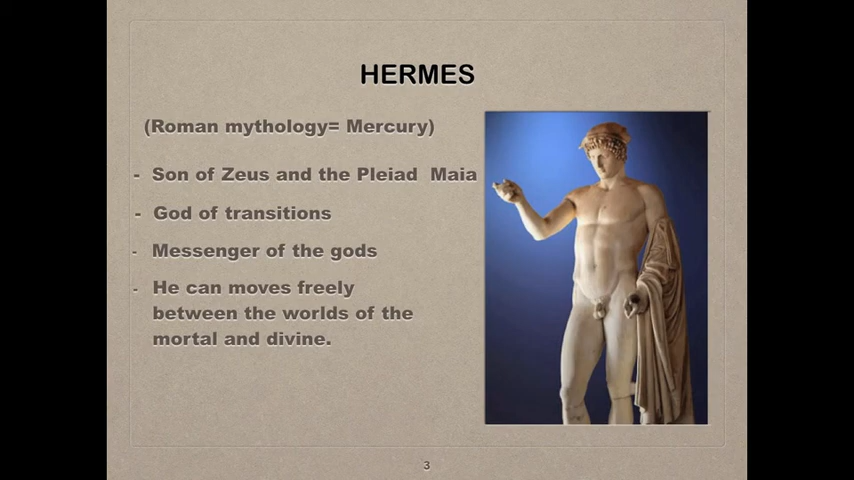 HERMES
(Roman mythology= Mercury)
- Son of Zeus and the Pleiad Maia
- God of transitions
- Messenger of the gods
- He can moves freely
between the worlds of the
mortal and divine.
3